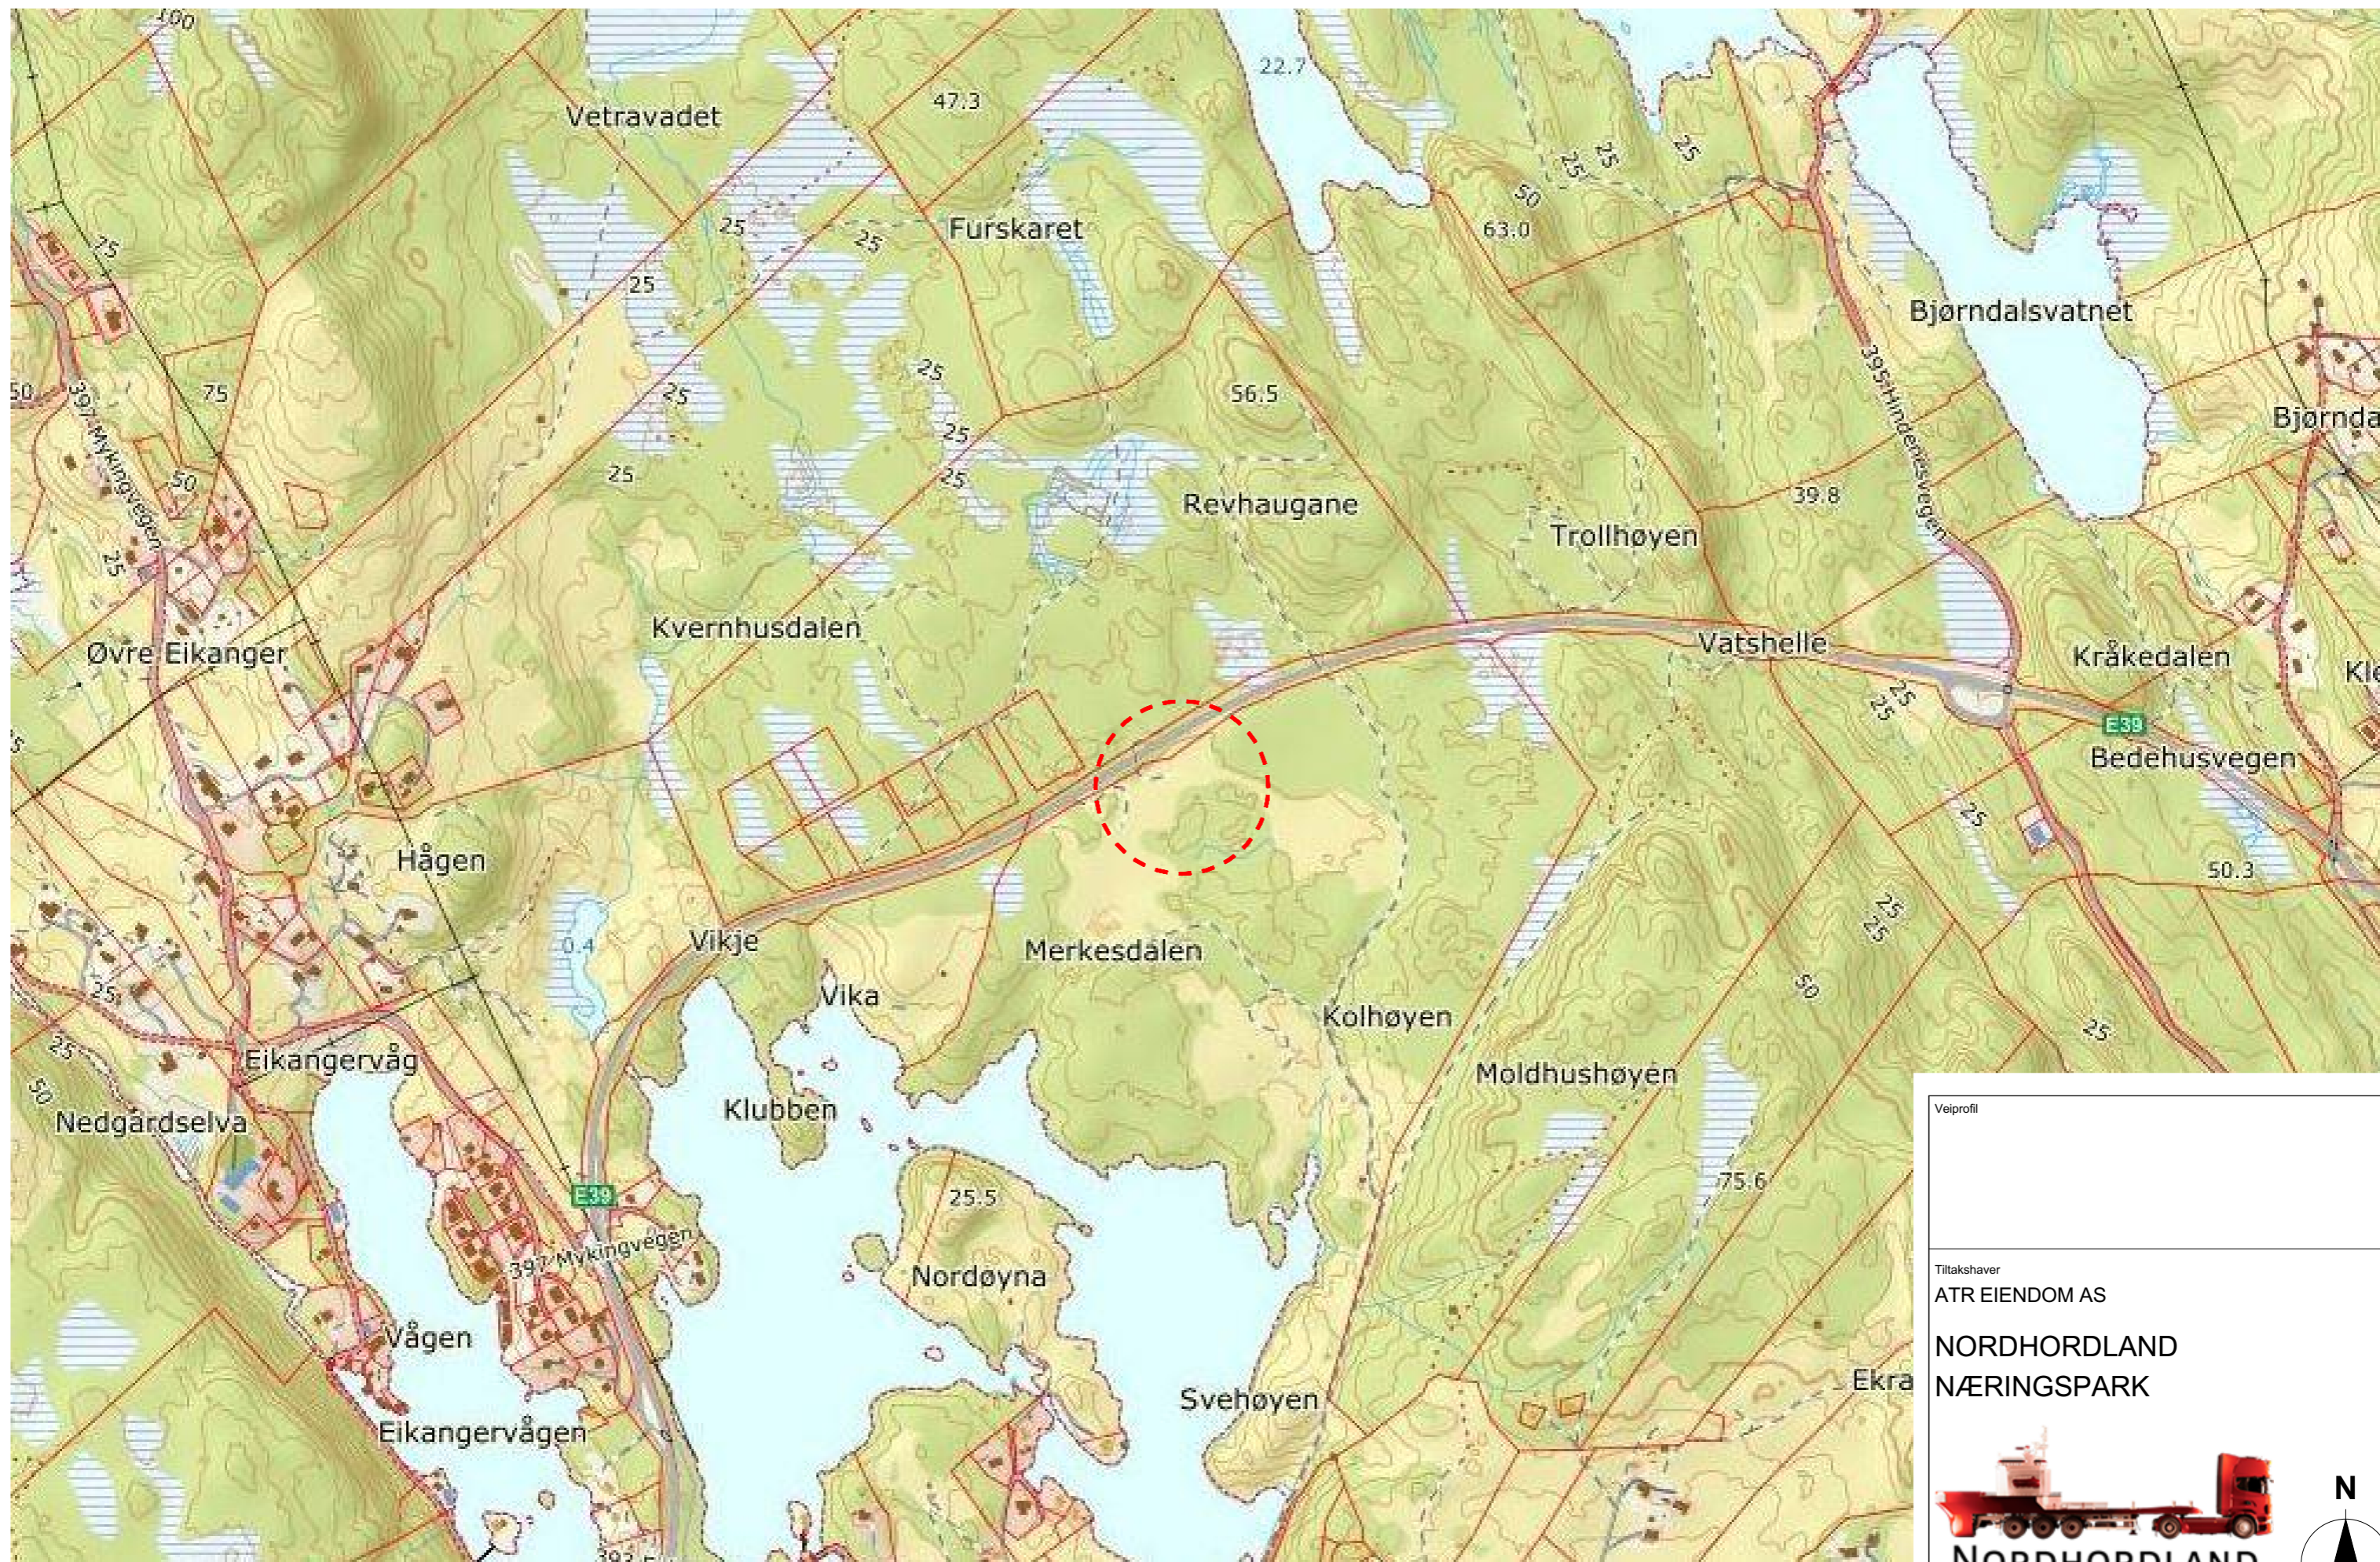 100
Vetravadet
47.3
22.7
25
25
25
50
63.0
75
25
25
Furskaret
25
Bjørndalsvatnet
50
75
25
25
56.5
397 Mykingvegen
395 Hindenesvegen
Bjørnda
25
50
25
25
Revhaugane
39.8
Trollhøyen
25
Kvernhusdalen
Øvre Eikanger
Vatshelle
Kråkedalen
Kle
25
25
E39
Bedehusvegen
25
Hågen
50.3
25
25
0.4
Vikje
Merkesdalen
Vika
50
25
Kolhøyen
25
25
Eikangervåg
Moldhushøyen
50
Klubben
Nedgårdselva
Veiprofil
75.6
E39
25.5
397 Mykingvegen
Nordøyna
Tiltakshaver
ATR EIENDOM AS
NORDHORDLAND
NÆRINGSPARK
Vågen
Ekra
Svehøyen
Eikangervågen
N
NORDHORDLAND